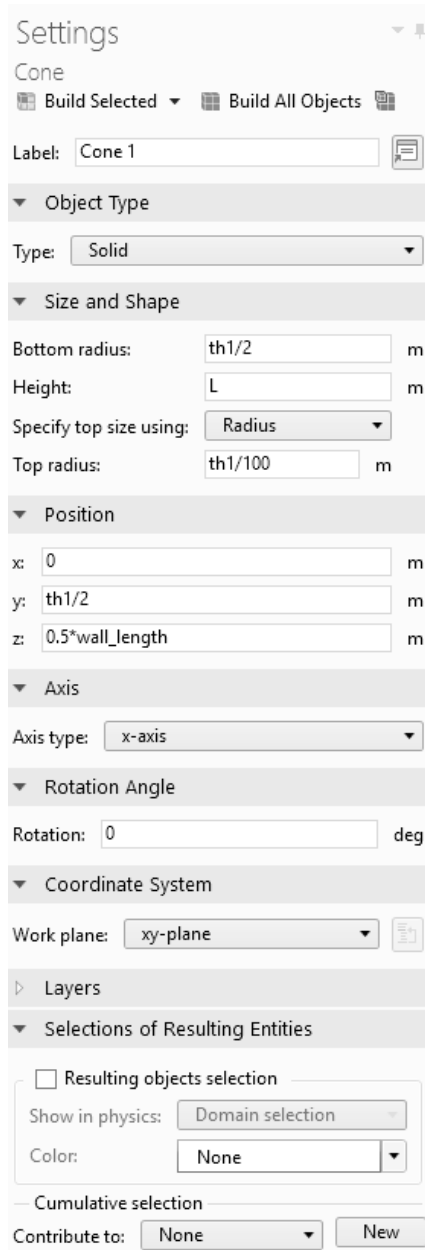 Settings
Cone
Build Selected Build All Objects
Label: Cone 1
Object Type
Type: Solid
Size and Shape
Bottom radius: th1/2 m
Height: L m
Specify top size using: Radius
Top radius: th1/100 m
Position
x: 0 m
y: th1/2 m
z: 0.5*wall_length m
Axis
Axis type: x-axis
Rotation Angle
Rotation: 0 deg
Coordinate System
Work plane: xy-plane
Layers
Selections of Resulting Entities
Resulting objects selection
Show in physics: Domain selection
Color: None
Cumulative selection
Contribute to: None New